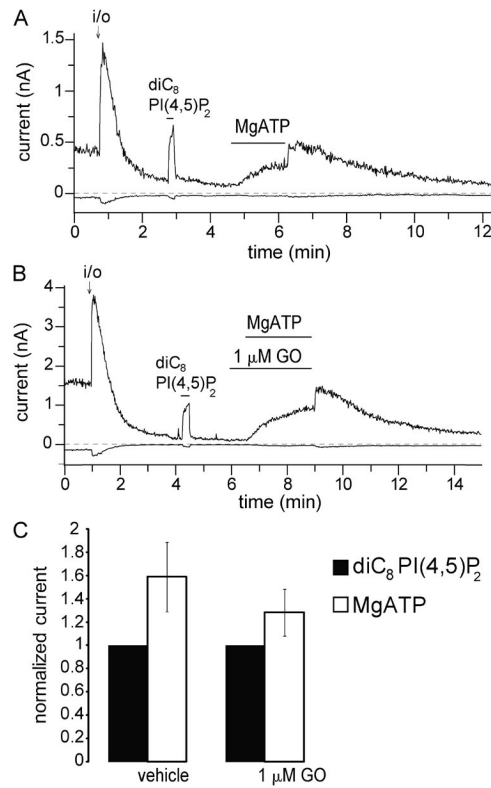 A
i/o
diC8
PI(4,5)P2
MgATP
current (nA)
1.5
1
0.5
0
0 2 4 6 8 10 12
time (min)
B
i/o
diC8
PI(4,5)P2
MgATP
1 μM GO
current (nA)
4
3
2
1
0
0 2 4 6 8 10 12 14
time (min)
C
normalized current
2
1.8
1.6
1.4
1.2
1
0.8
0.6
0.4
0.2
0
vehicle 1 μM GO
diC8 PI(4,5)P2
MgATP